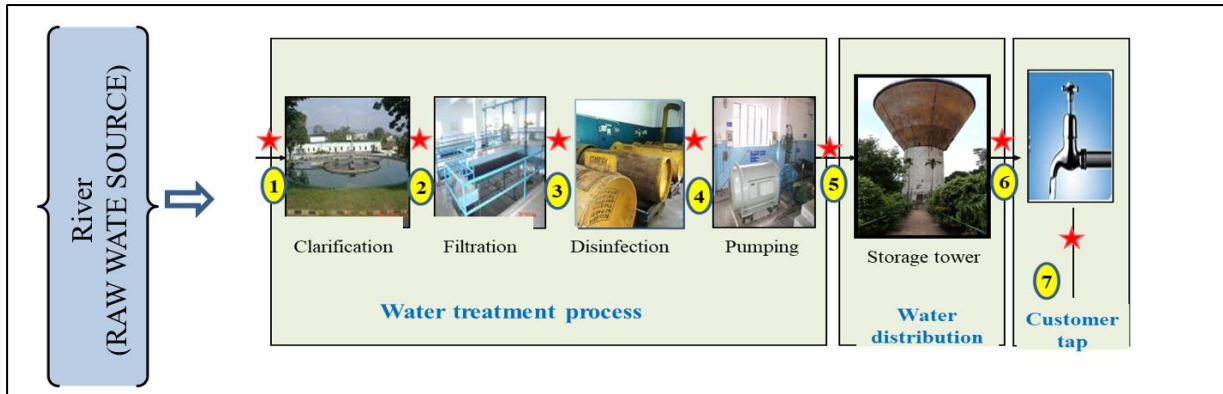 River
(RAW WATE SOURCE)
1
2
3
4
5
6
7
Clarification
Filtration
Disinfection
Pumping
Storage tower
Water treatment process
Water
distribution
Customer
tap